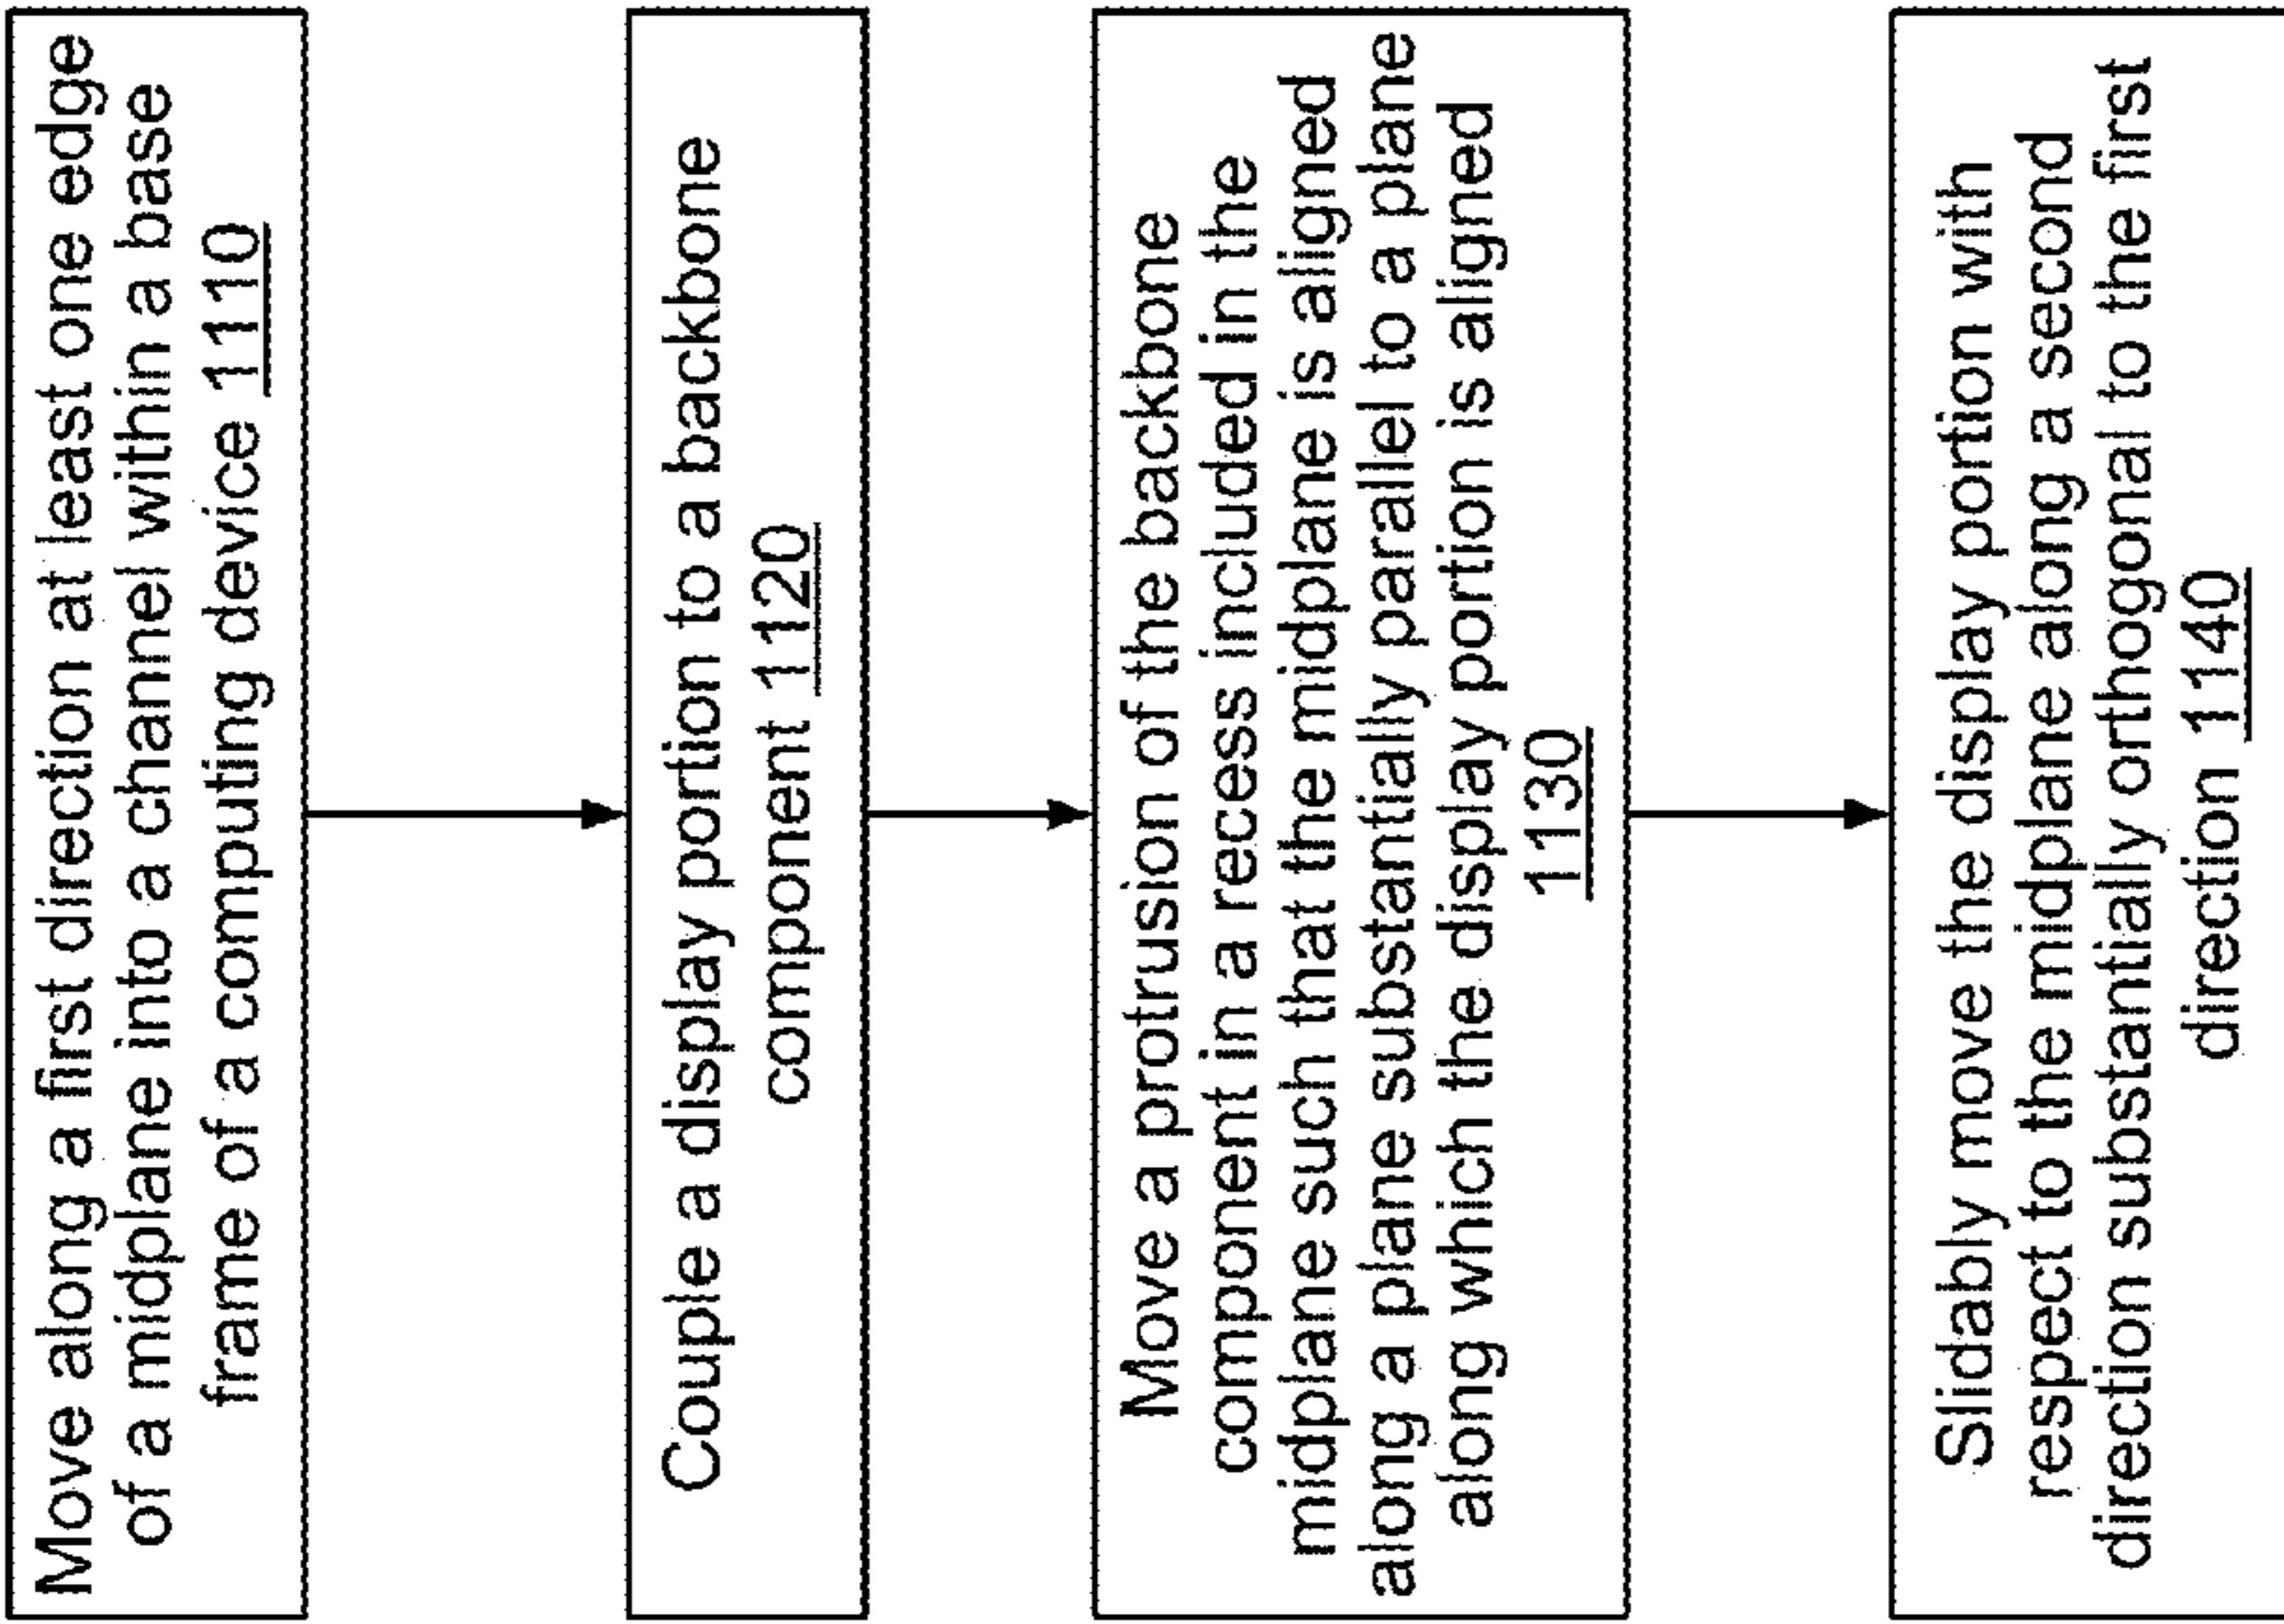 Move along a first direction at least one edge
of a midplane into a channel within a base
frame of a computing device 1110
Couple a display portion to a backbone
component 1120
Move a protrusion of the backbone
component in a recess included in the
midplane such that the midplane is aligned
along a plane substantially parallel to a plane
along which the display portion is aligned
1130
Slidably move the display portion with
respect to the midplane along a second
direction substantially orthogonal to the first
direction 1140